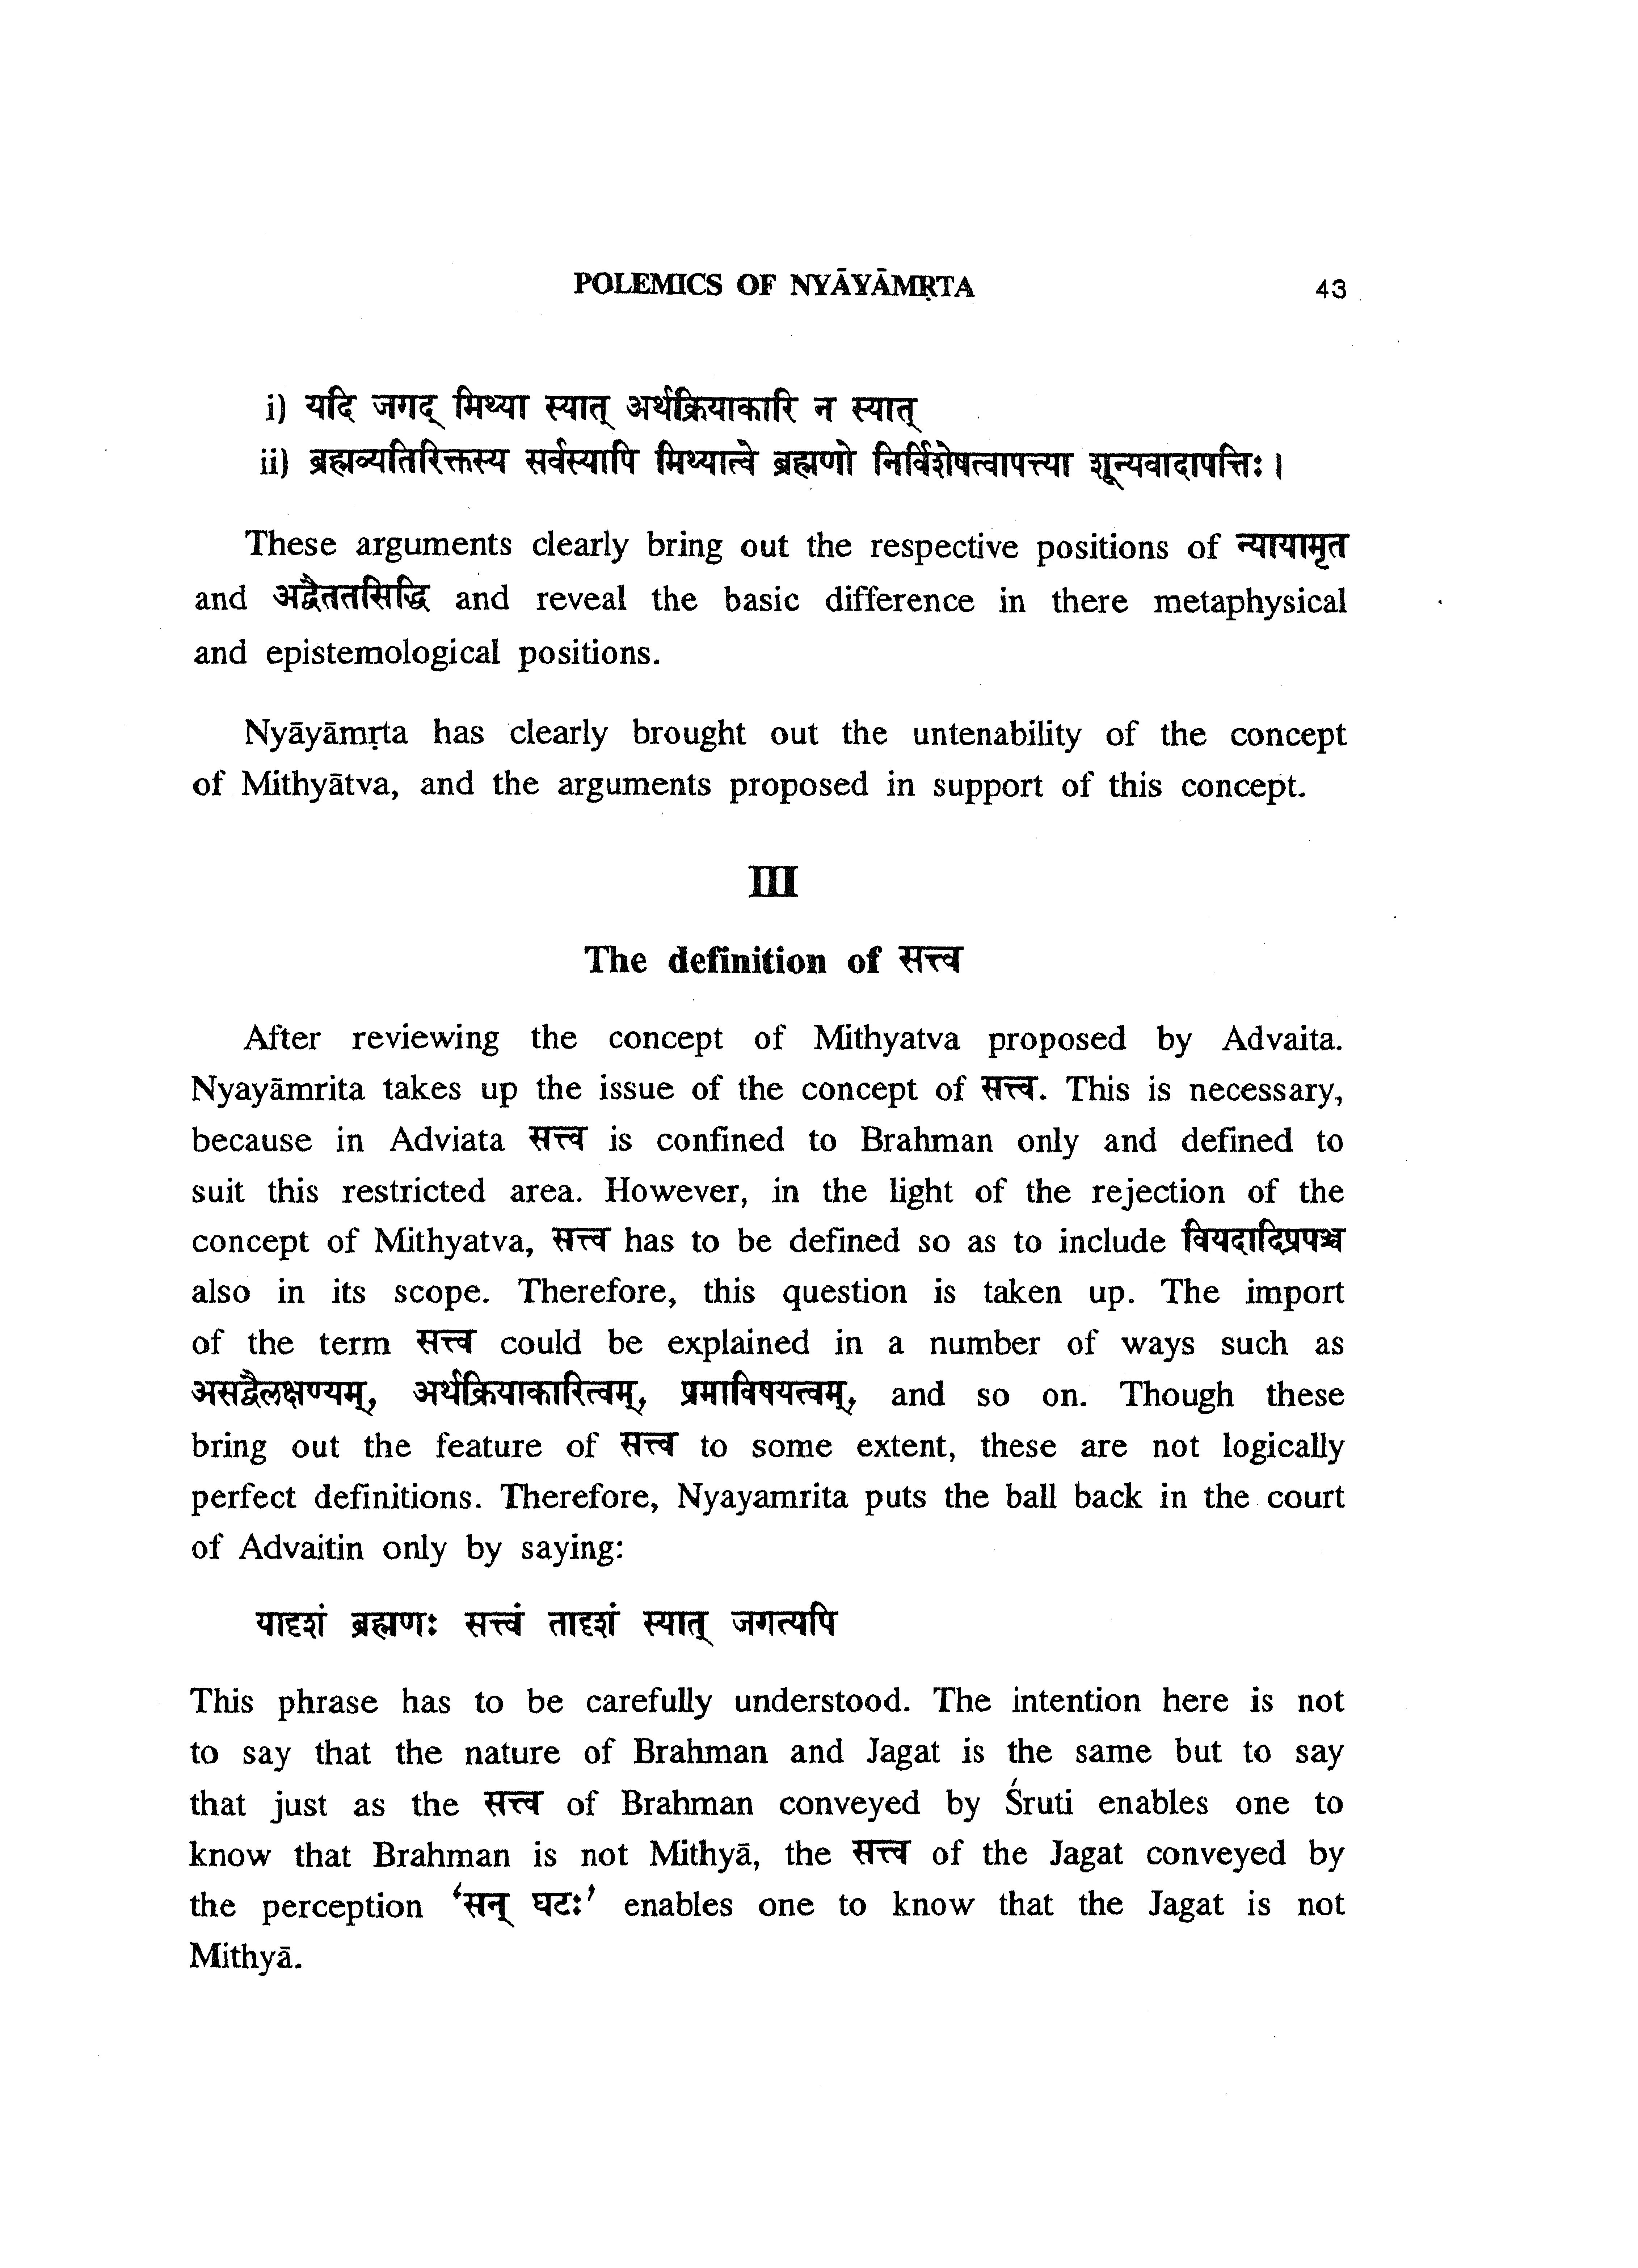 POLEMICS OF NYĀYĀMṚTA 43
i) यदि जगद् मिथ्या स्यात् अर्थक्रियाकारि न स्यात्
ii) ब्रह्मव्यतिरिक्तस्य सर्वस्यापि मिथ्यात्वे ब्रह्मणो निर्विशेषत्वापत्त्या शून्यवादापत्तिः।
These arguments clearly bring out the respective positions of न्यायामृत
and अद्वैततसिद्धि and reveal the basic difference in there metaphysical
and epistemological positions.
Nyāyāmṛta has clearly brought out the untenability of the concept
of Mithyātva, and the arguments proposed in support of this concept.
III
The definition of सत्त्व
After reviewing the concept of Mithyatva proposed by Advaita.
Nyayāmrita takes up the issue of the concept of सत्त्व. This is necessary,
because in Adviata सत्त्व is confined to Brahman only and defined to
suit this restricted area. However, in the light of the rejection of the
concept of Mithyatva, सत्त्व has to be defined so as to include वियदादिप्रपञ्च
also in its scope. Therefore, this question is taken up. The import
of the term सत्त्व could be explained in a number of ways such as
असद्वैलक्षण्यम्, अर्थक्रियाकारित्वम्, प्रमाविषयत्वम्, and so on. Though these
bring out the feature of सत्त्व to some extent, these are not logically
perfect definitions. Therefore, Nyayamrita puts the ball back in the court
of Advaitin only by saying:
यादृशं ब्रह्मणः सत्त्वं तादृशं स्यात् जगत्यपि
This phrase has to be carefully understood. The intention here is not
to say that the nature of Brahman and Jagat is the same but to say
that just as the सत्त्व of Brahman conveyed by Śruti enables one to
know that Brahman is not Mithyā, the सत्त्व of the Jagat conveyed by
the perception ‘सन् घटः’ enables one to know that the Jagat is not
Mithyā.